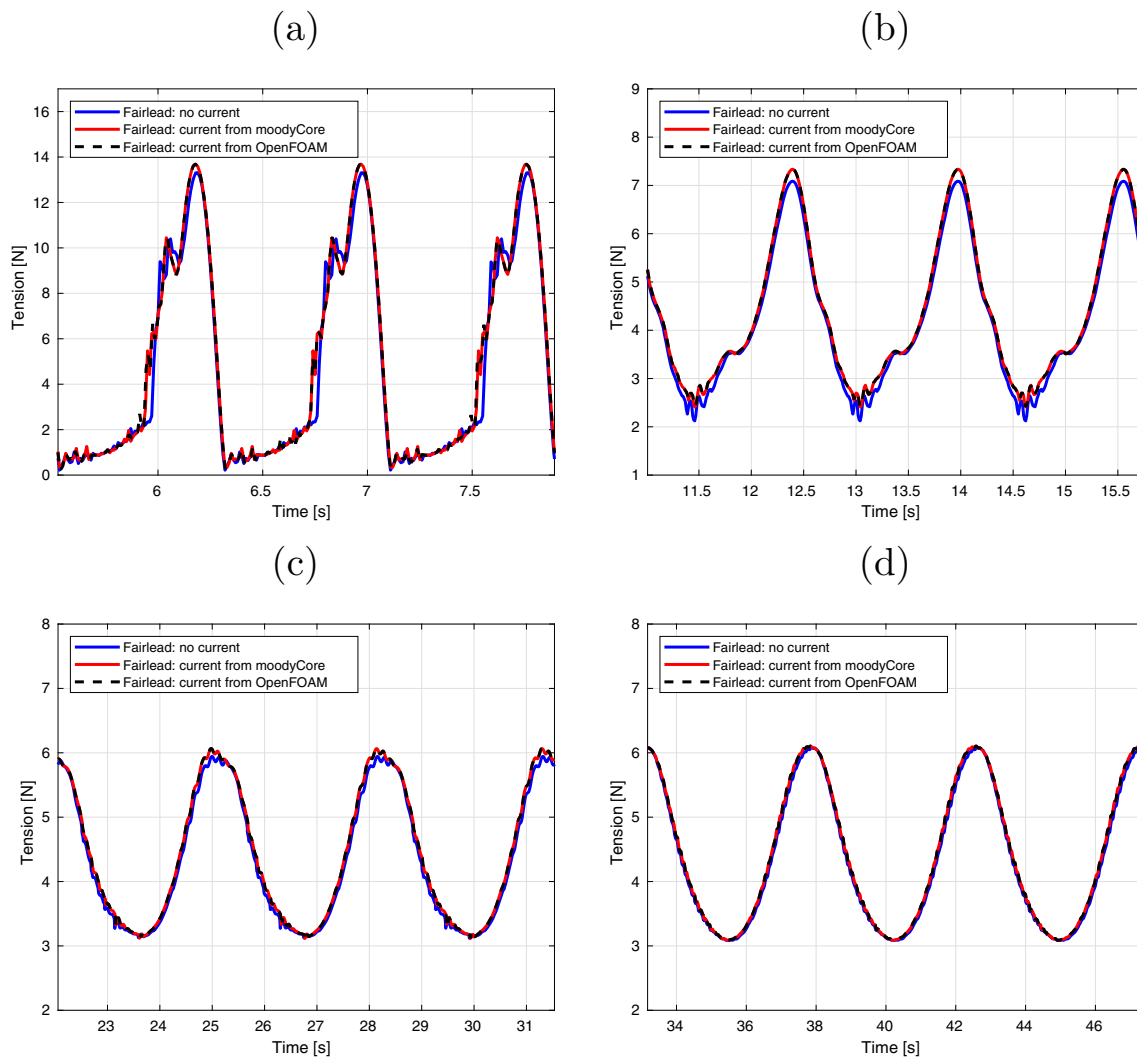 (a)
Fairlead: no current
Fairlead: current from moodyCore
Fairlead: current from OpenFOAM
16
14
12
10
8
6
4
2
0
Tension [N]
6 6.5 7 7.5
Time [s]
(b)
Fairlead: no current
Fairlead: current from moodyCore
Fairlead: current from OpenFOAM
9
8
7
6
5
4
3
2
1
Tension [N]
11.5 12 12.5 13 13.5 14 14.5 15 15.5
Time [s]
(c)
Fairlead: no current
Fairlead: current from moodyCore
Fairlead: current from OpenFOAM
8
7
6
5
4
3
2
Tension [N]
23 24 25 26 27 28 29 30 31
Time [s]
(d)
Fairlead: no current
Fairlead: current from moodyCore
Fairlead: current from OpenFOAM
8
7
6
5
4
3
2
Tension [N]
34 36 38 40 42 44 46
Time [s]